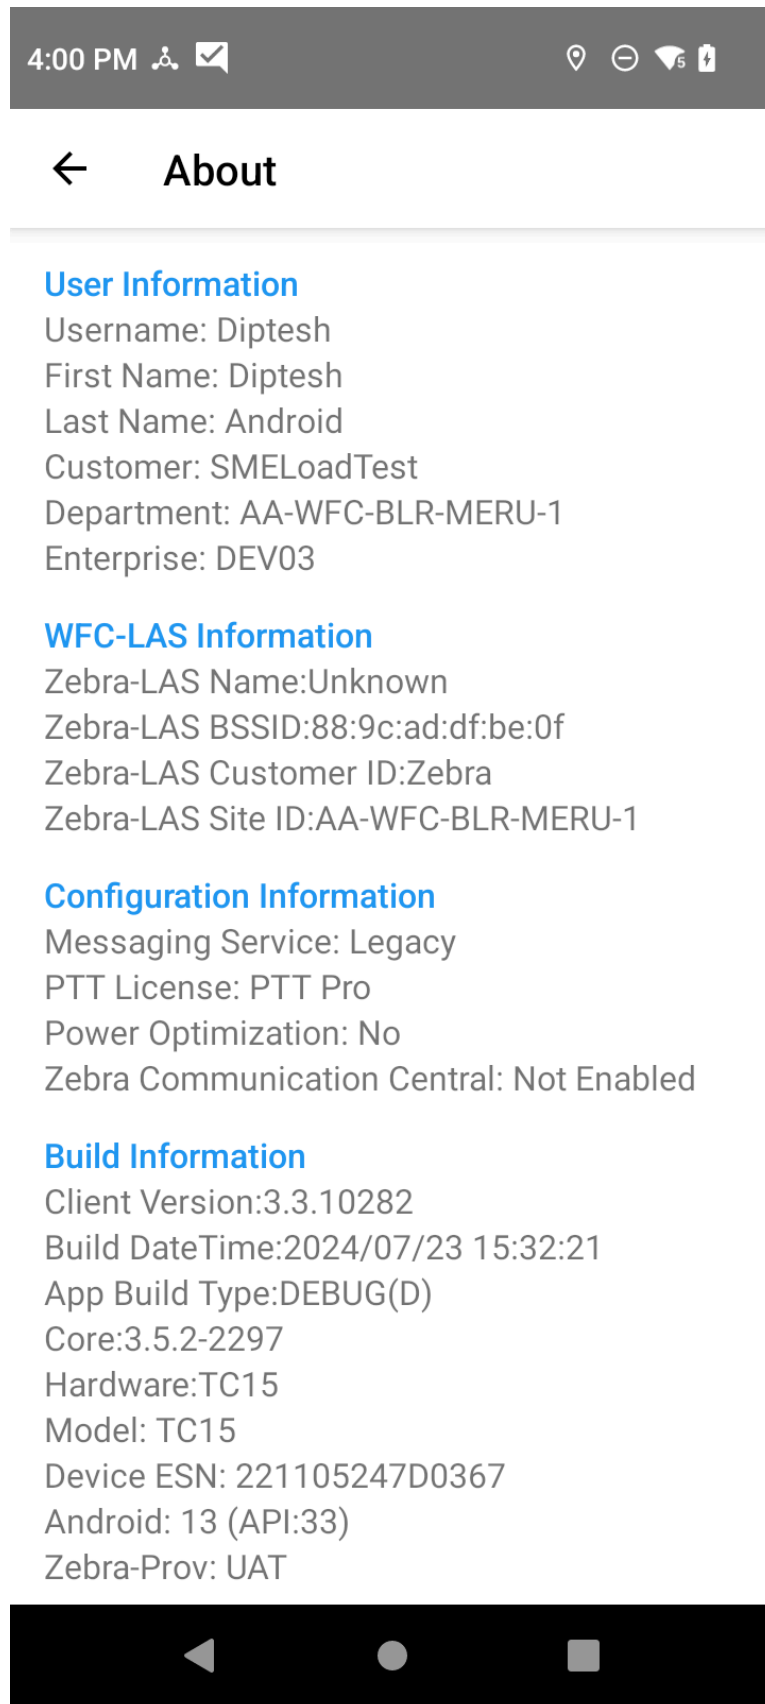 4:00 PM
5
About
User Information
Username: Diptesh
First Name: Diptesh
Last Name: Android
Customer: SMELoadTest
Department: AA-WFC-BLR-MERU-1
Enterprise: DEV03
WFC-LAS Information
Zebra-LAS Name:Unknown
Zebra-LAS BSSID:88:9c:ad:df:be:0f
Zebra-LAS Customer ID:Zebra
Zebra-LAS Site ID:AA-WFC-BLR-MERU-1
Configuration Information
Messaging Service: Legacy
PTT License: PTT Pro
Power Optimization: No
Zebra Communication Central: Not Enabled
Build Information
Client Version:3.3.10282
Build DateTime:2024/07/23 15:32:21
App Build Type:DEBUG(D)
Core:3.5.2-2297
Hardware:TC15
Model: TC15
Device ESN: 221105247D0367
Android: 13 (API:33)
Zebra-Prov: UAT